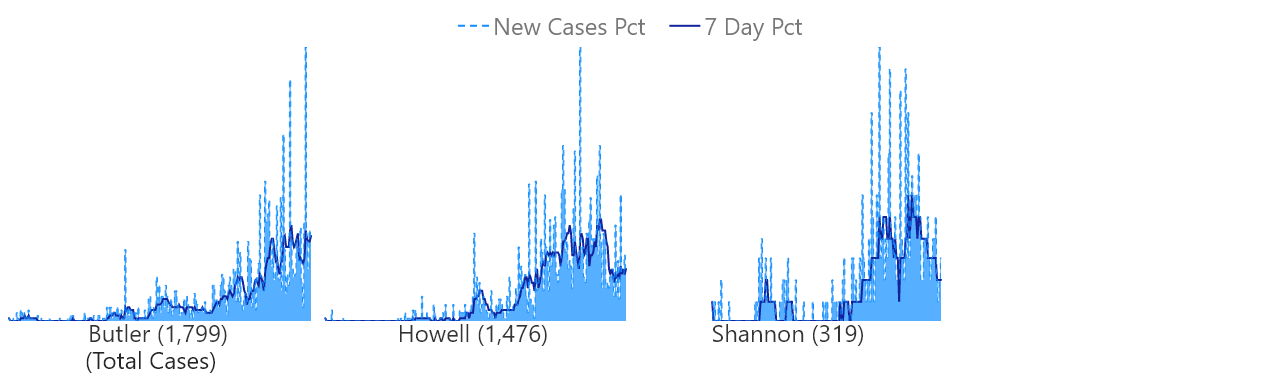 New Cases Pct 7 Day Pct
Butler (1,799) Howell (1,476) Shannon (319)
(Total Cases)